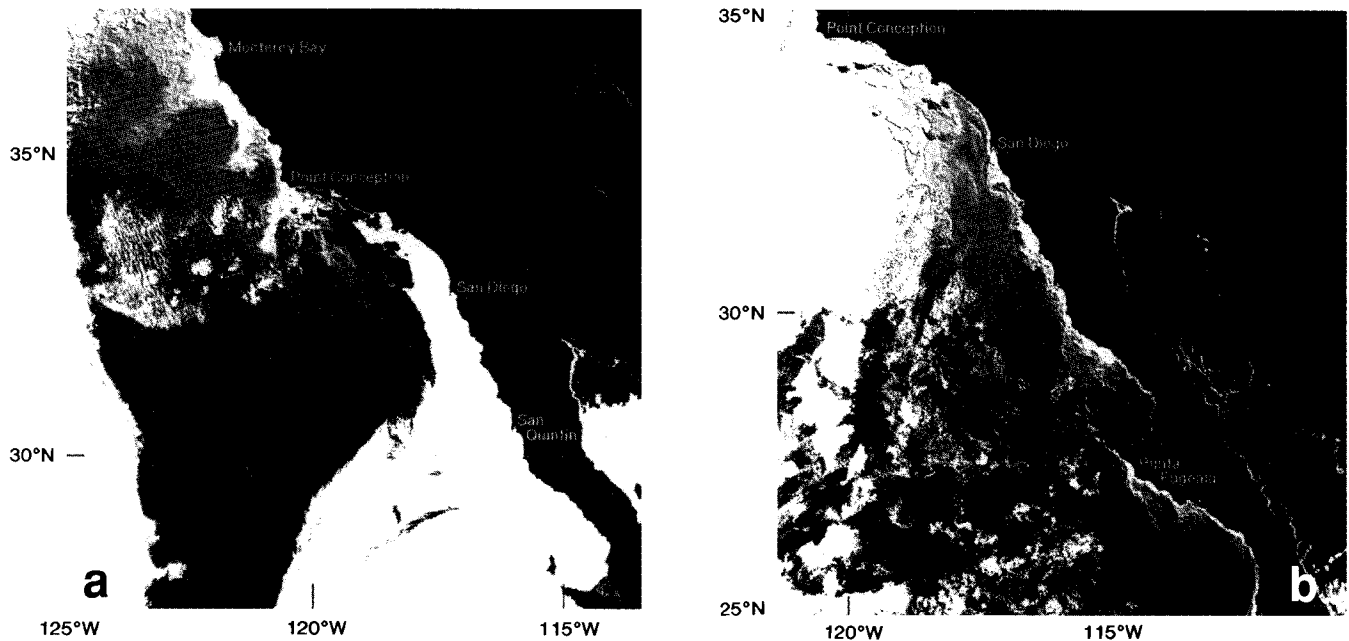 Monterey Bay
35°N
Point Conception
San Diego
San
Quintin
30°N
a
125°W
120°W
115°W
35°N
Point Conception
San Diego
30°N
Punta
Eugenia
b
25°N
120°W
115°W